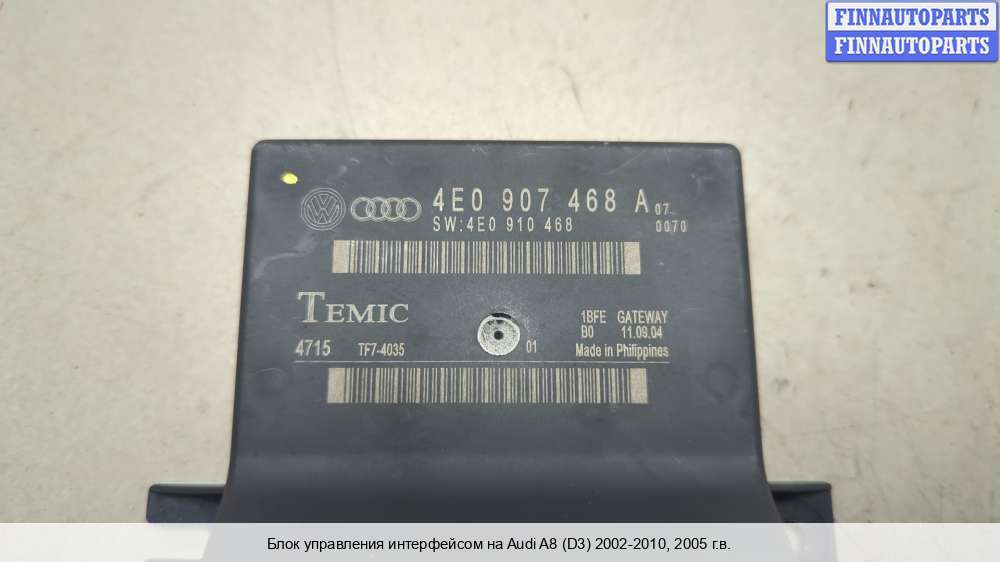 FINNAUTOPARTS
FINNAUTOPARTS
4E0 907 468 A 07
SW:4E0 910 468 0070
TEMIC
1BFE GATEWAY
B0 11.09.04
4715 TF7-4035 01 Made in Philippines
Блок управления интерфейсом на Audi A8 (D3) 2002-2010, 2005 г.в.